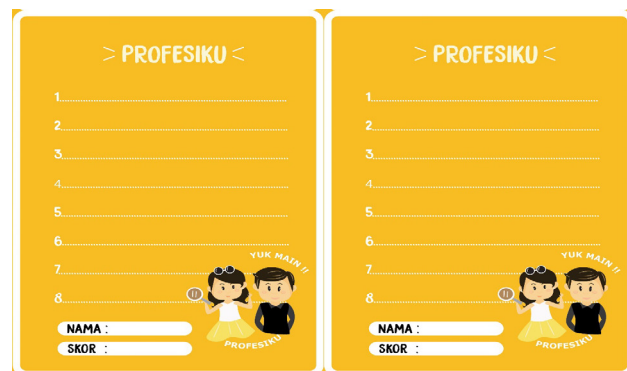 PROFESIKU
1
2
3
4
5
6
7
8
YUK MAIN !!
PROFESIKU
NAMA :
SKOR :
PROFESIKU
1
2
3
4
5
6
7
8
YUK MAIN !!
PROFESIKU
NAMA :
SKOR :